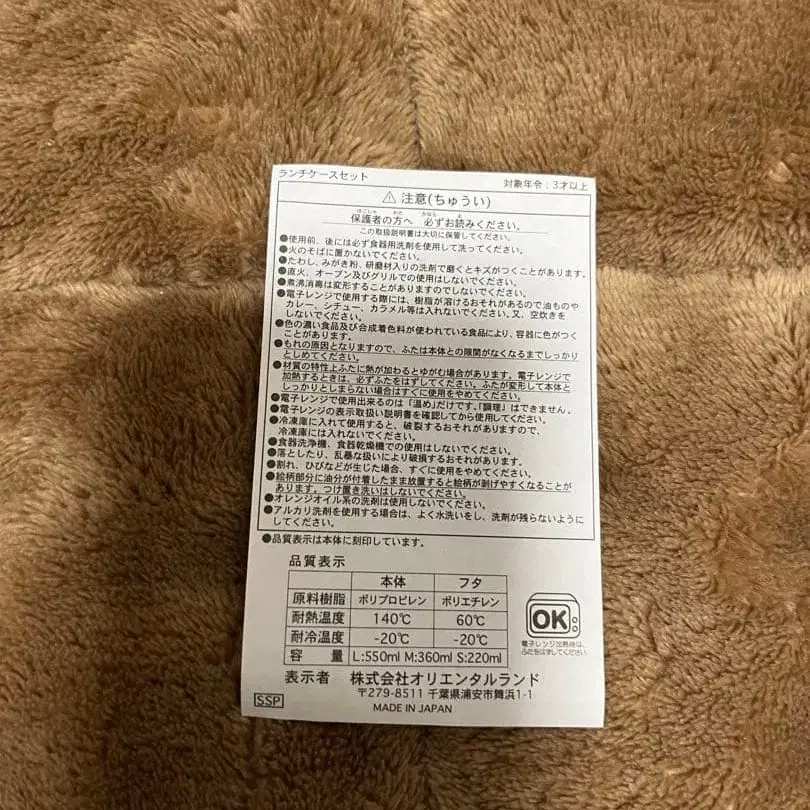 ランチケースセット 対象年令:3才以上
⚠ 注意(ちゅうい)
保護者の方へ 必ずお読みください。
この取扱説明書は大切に保管してください。
●使用前、後には必ず食器用洗剤を使用して洗ってください。
●火のそばに置かないでください。
●たわし、みがき粉、研磨材入りの洗剤で磨くとキズがつくことがあります。
●直火、オーブン及びグリルでの使用はしないでください。
●煮沸消毒は変形することがありますのでしないでください。
●電子レンジで使用する際には、樹脂が溶けるおそれがあるので油ものや
カレー、シチュー、カラメル等は入れないでください。又、空炊きを
しないでください。
●色の濃い食品及び合成着色料が使われている食品により、容器に色がつく
ことがあります。
●もれの原因となりますので、ふたは本体との隙間がなくなるまでしっかり
としめてください。
●材質の特性上ふたに熱が加わるとゆがむ場合があります。電子レンジで
加熱するときは、必ずふたをはずしてください。ふたが変形して本体と
しっかりとしまらない場合はすぐに使用をやめてください。
●電子レンジで使用出来るのは「温め」だけです。「調理」はできません。
●電子レンジの表示取扱い説明書を確認してから使用してください。
●冷凍庫に入れて使用すると、破裂するおそれがありますので、
冷凍庫には入れないでください。
●食器洗浄機、食器乾燥機での使用はしないでください。
●落としたり、乱暴な扱いにより破損するおそれがあります。
●割れ、ひびなどが生じた場合、すぐに使用をやめてください。
●絵柄部分に油分が付着したまま放置すると絵柄が剥げやすくなることが
あります。つけ置き洗いはしないでください。
●オレンジオイル系の洗剤は使用しないでください。
●アルカリ洗剤を使用する場合は、よく水洗いをし、洗剤が残らないように
してください。
●品質表示は本体に刻印しています。
品質表示
本体 フタ
原料樹脂 ポリプロピレン ポリエチレン
耐熱温度 140℃ 60℃
耐冷温度 -20℃ -20℃
容 量 L:550ml M:360ml S:220ml
OK
電子レンジ加熱時は、
ふたをはずしてください
表示者 株式会社オリエンタルランド
〒279-8511 千葉県浦安市舞浜1-1
SSP MADE IN JAPAN